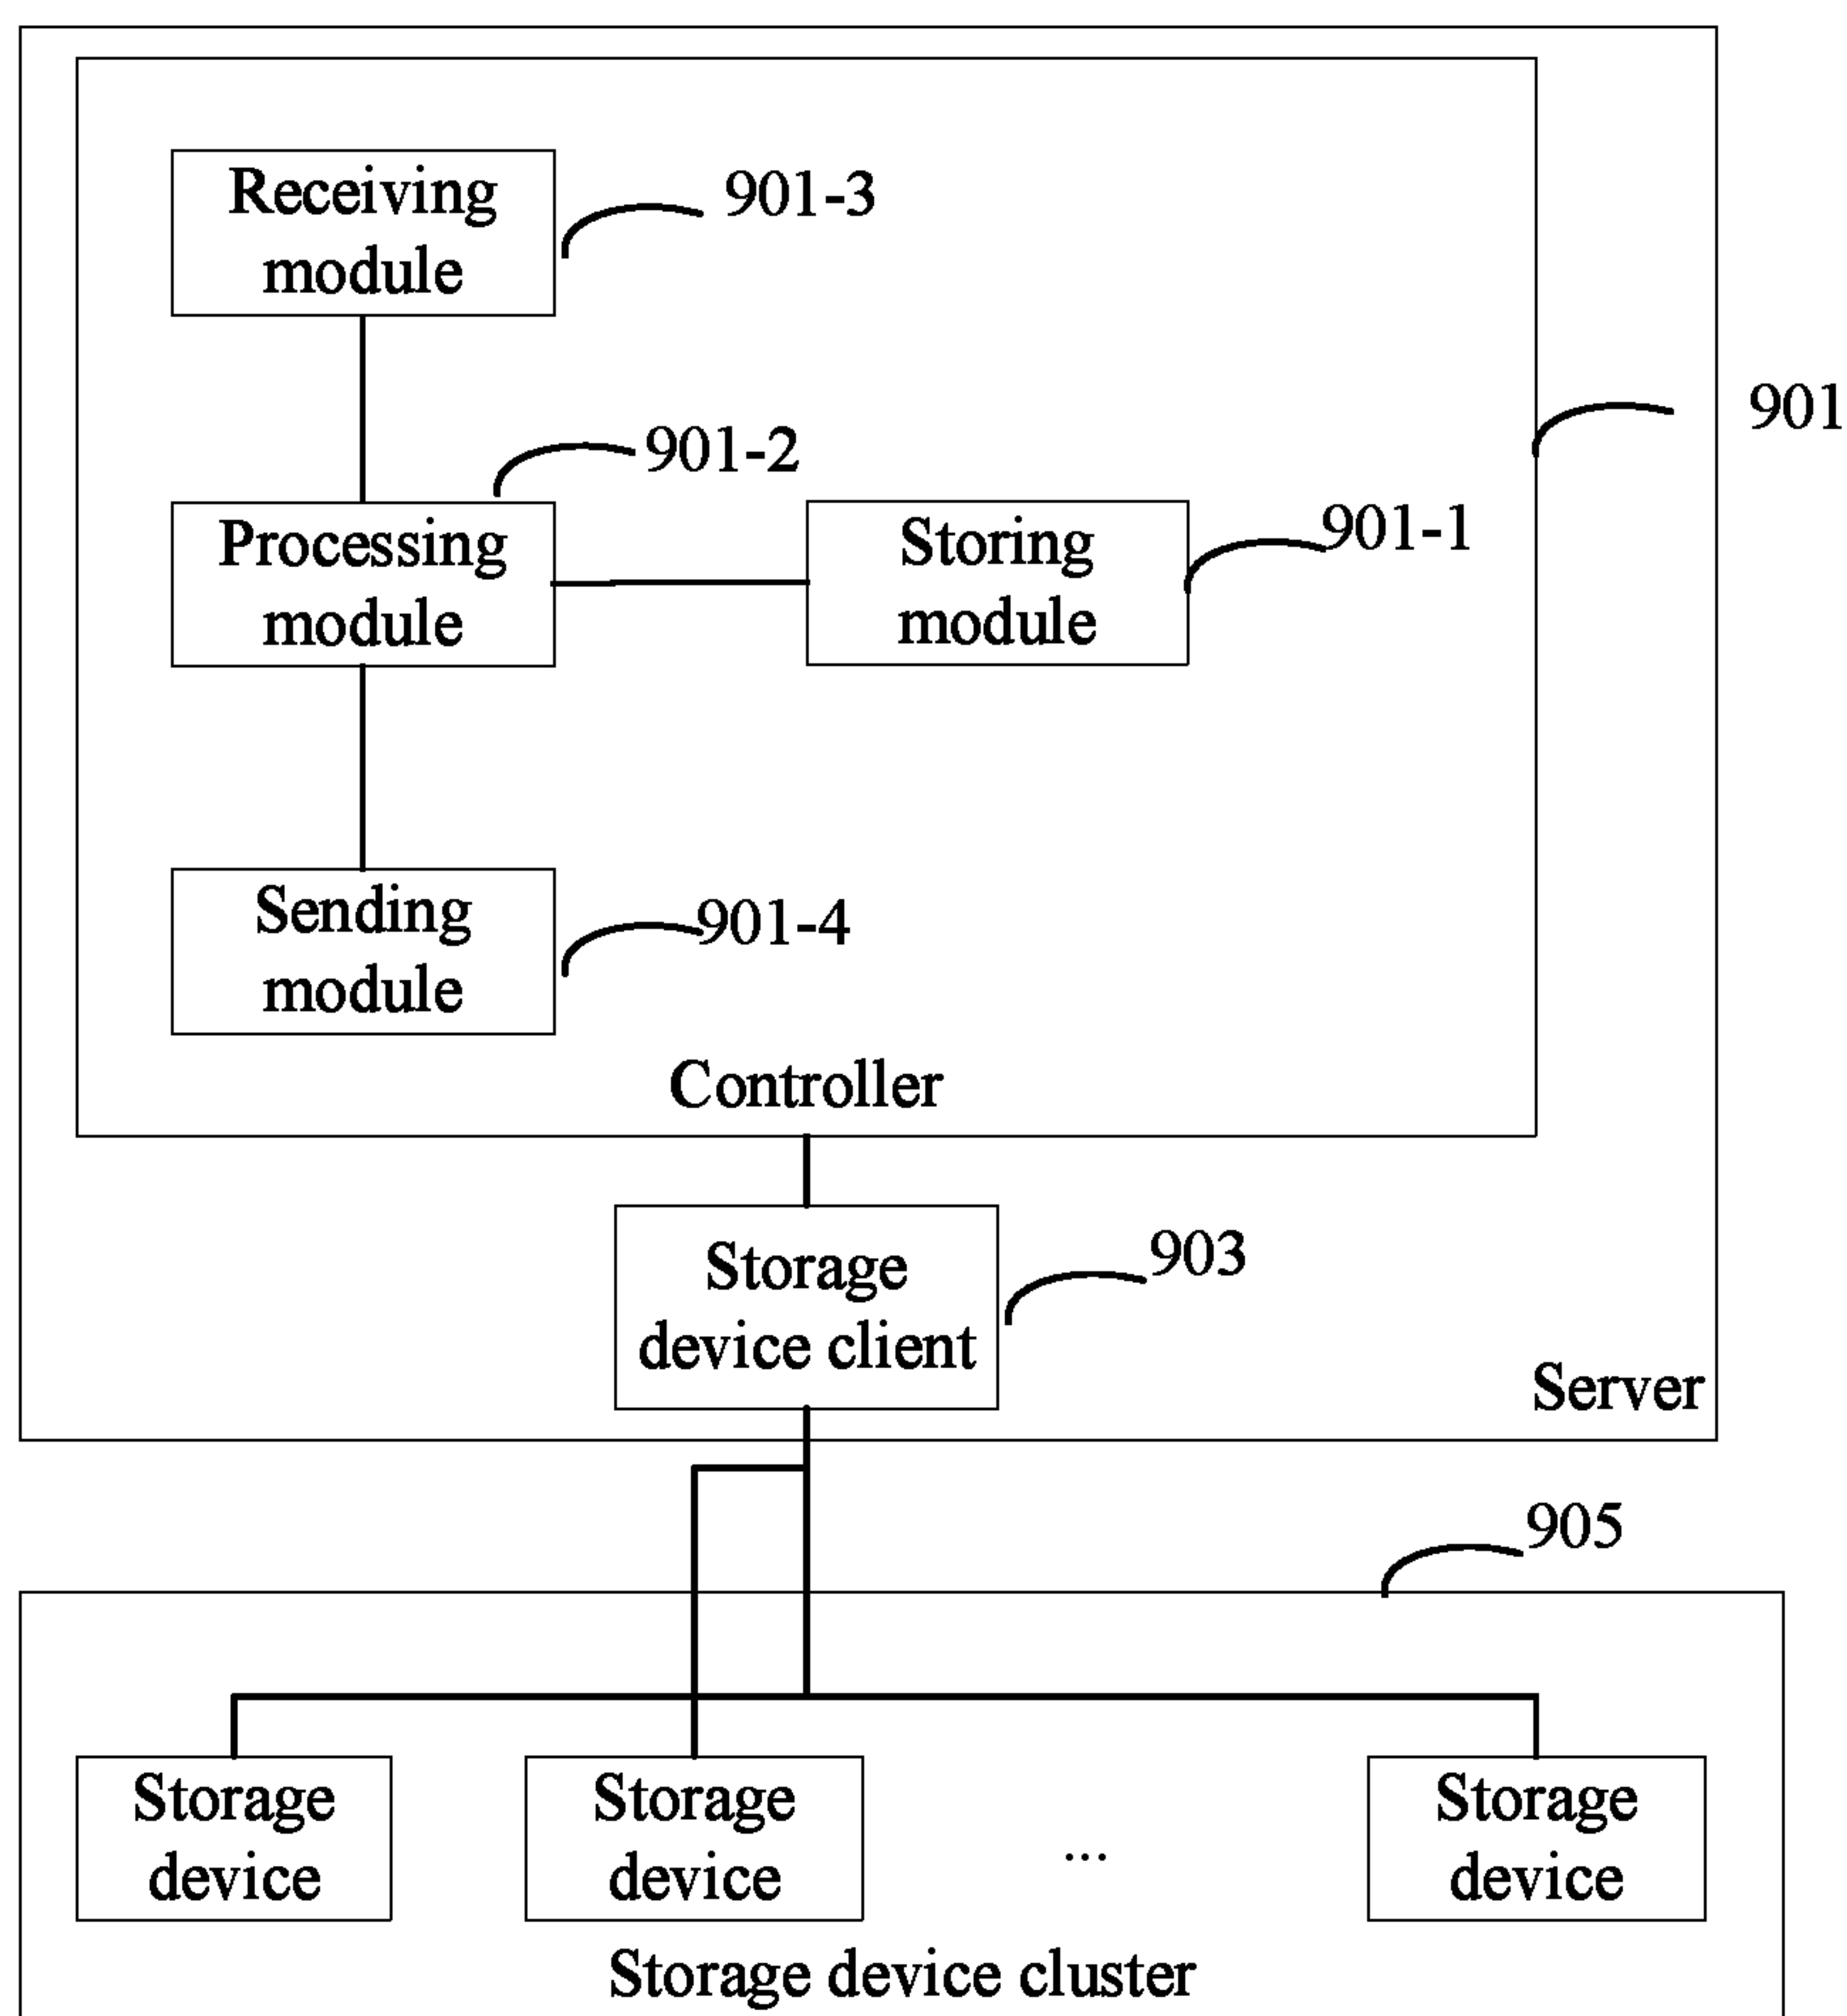 Receiving
module
901-3
901
901-2
Processing
module
Storing
module
901-1
Sending
module
901-4
Controller
Storage
device client
903
Server
905
Storage
device
Storage
device
...
Storage
device
Storage device cluster